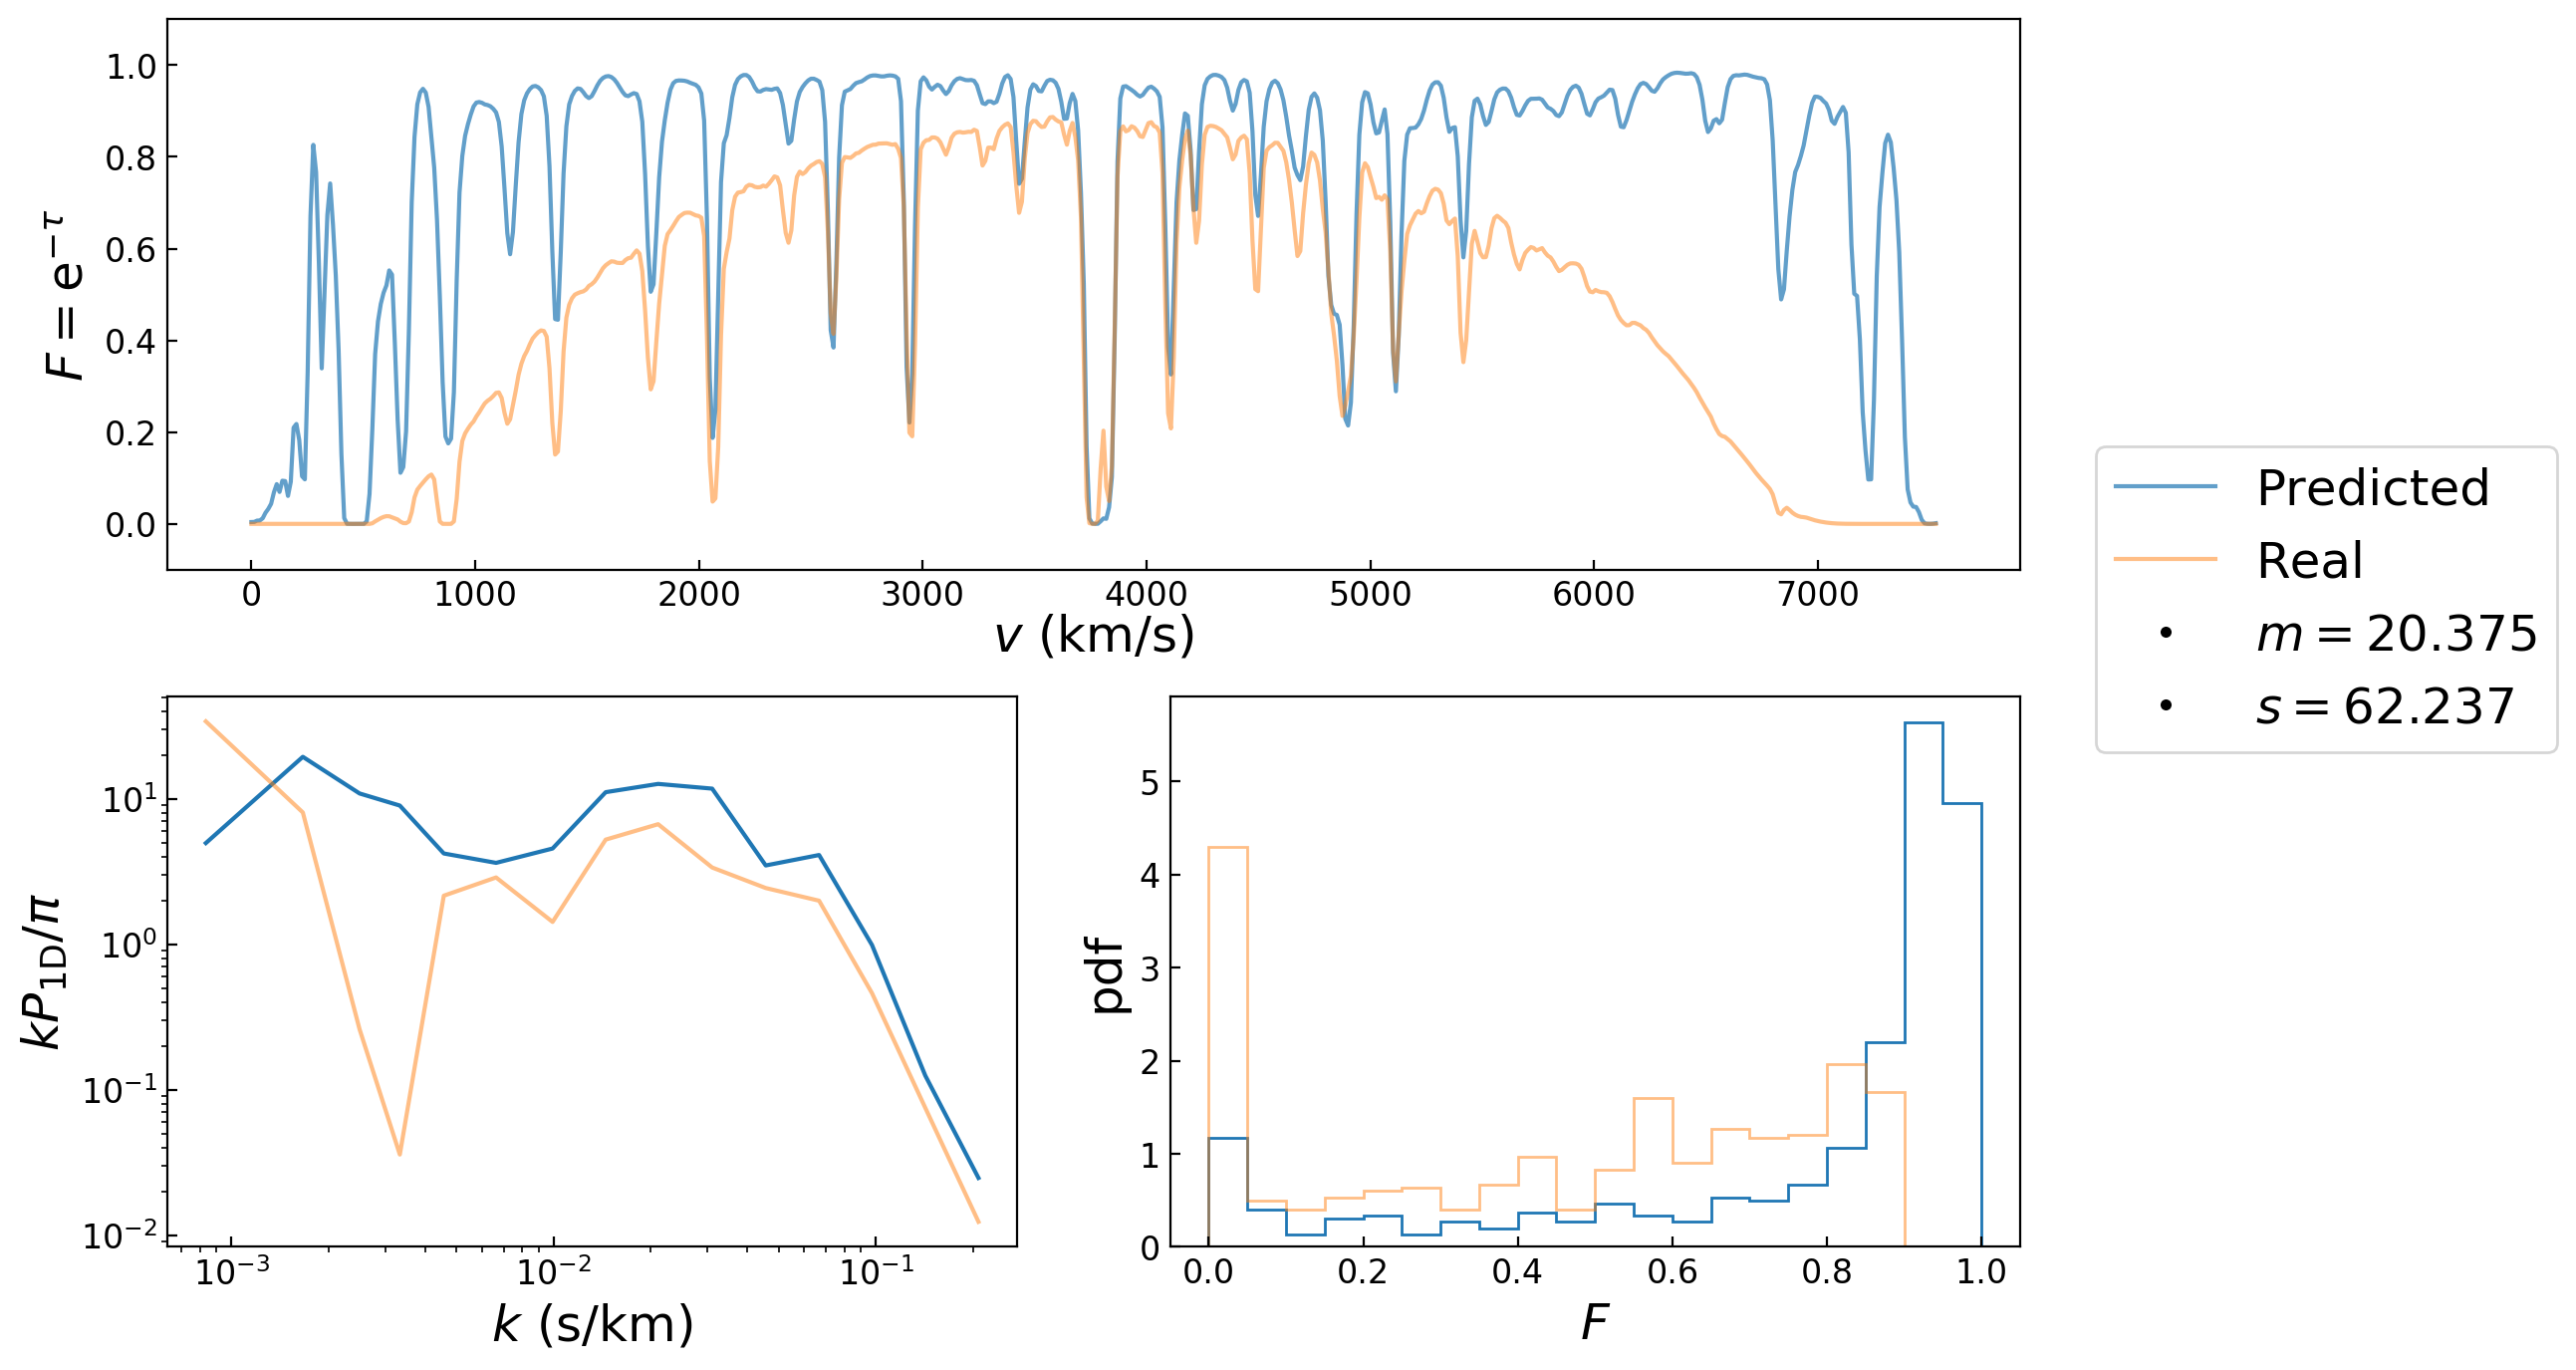 F = e^{-τ}
1.0
0.8
0.6
0.4
0.2
0.0
0 1000 2000 3000 4000 5000 6000 7000
v (km/s)
Predicted
Real
m = 20.375
s = 62.237
kP_{1D}/π
10^1
10^0
10^{-1}
10^{-2}
10^{-3} 10^{-2} 10^{-1}
k (s/km)
pdf
5
4
3
2
1
0
0.0 0.2 0.4 0.6 0.8 1.0
F